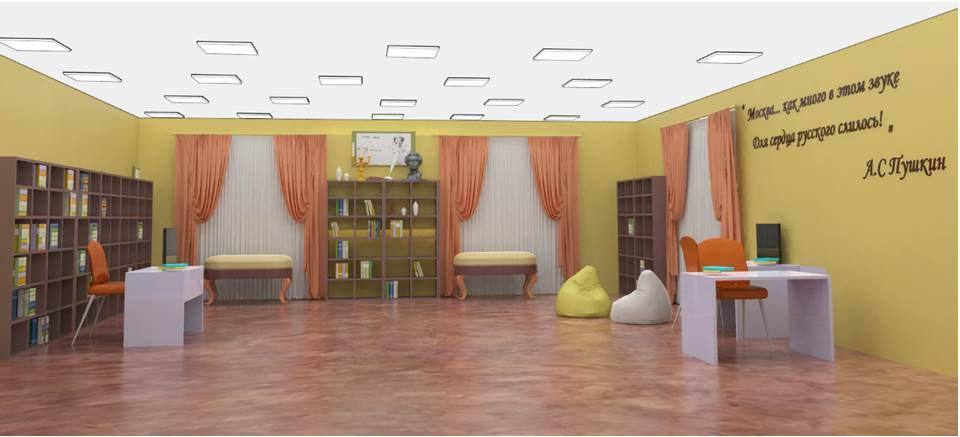 " Москва... как много в этом звуке
Для сердца русского слилось! "
А.С Пушкин